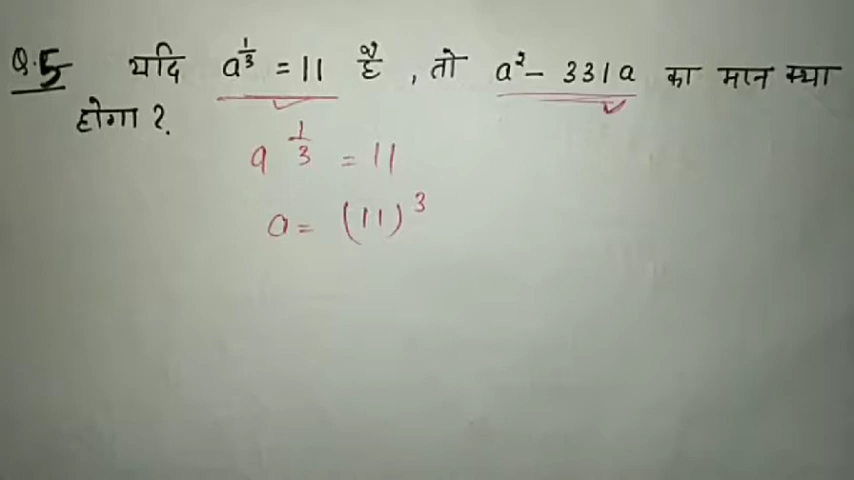 Q.5 यदि a^{1/3} = 11 है, तो a² - 331a का मान क्या
होगा ?.
a^{1/3} = 11
a = (11)^3